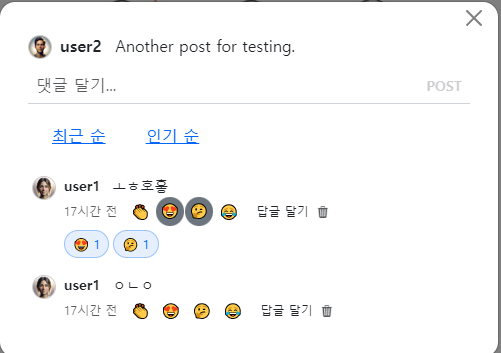 user2 Another post for testing.
댓글 달기... POST
최근 순 인기 순
user1 ㅗㅎ호홓
17시간 전 답글 달기
1 1
user1 ㅇㄴㅇ
17시간 전 답글 달기